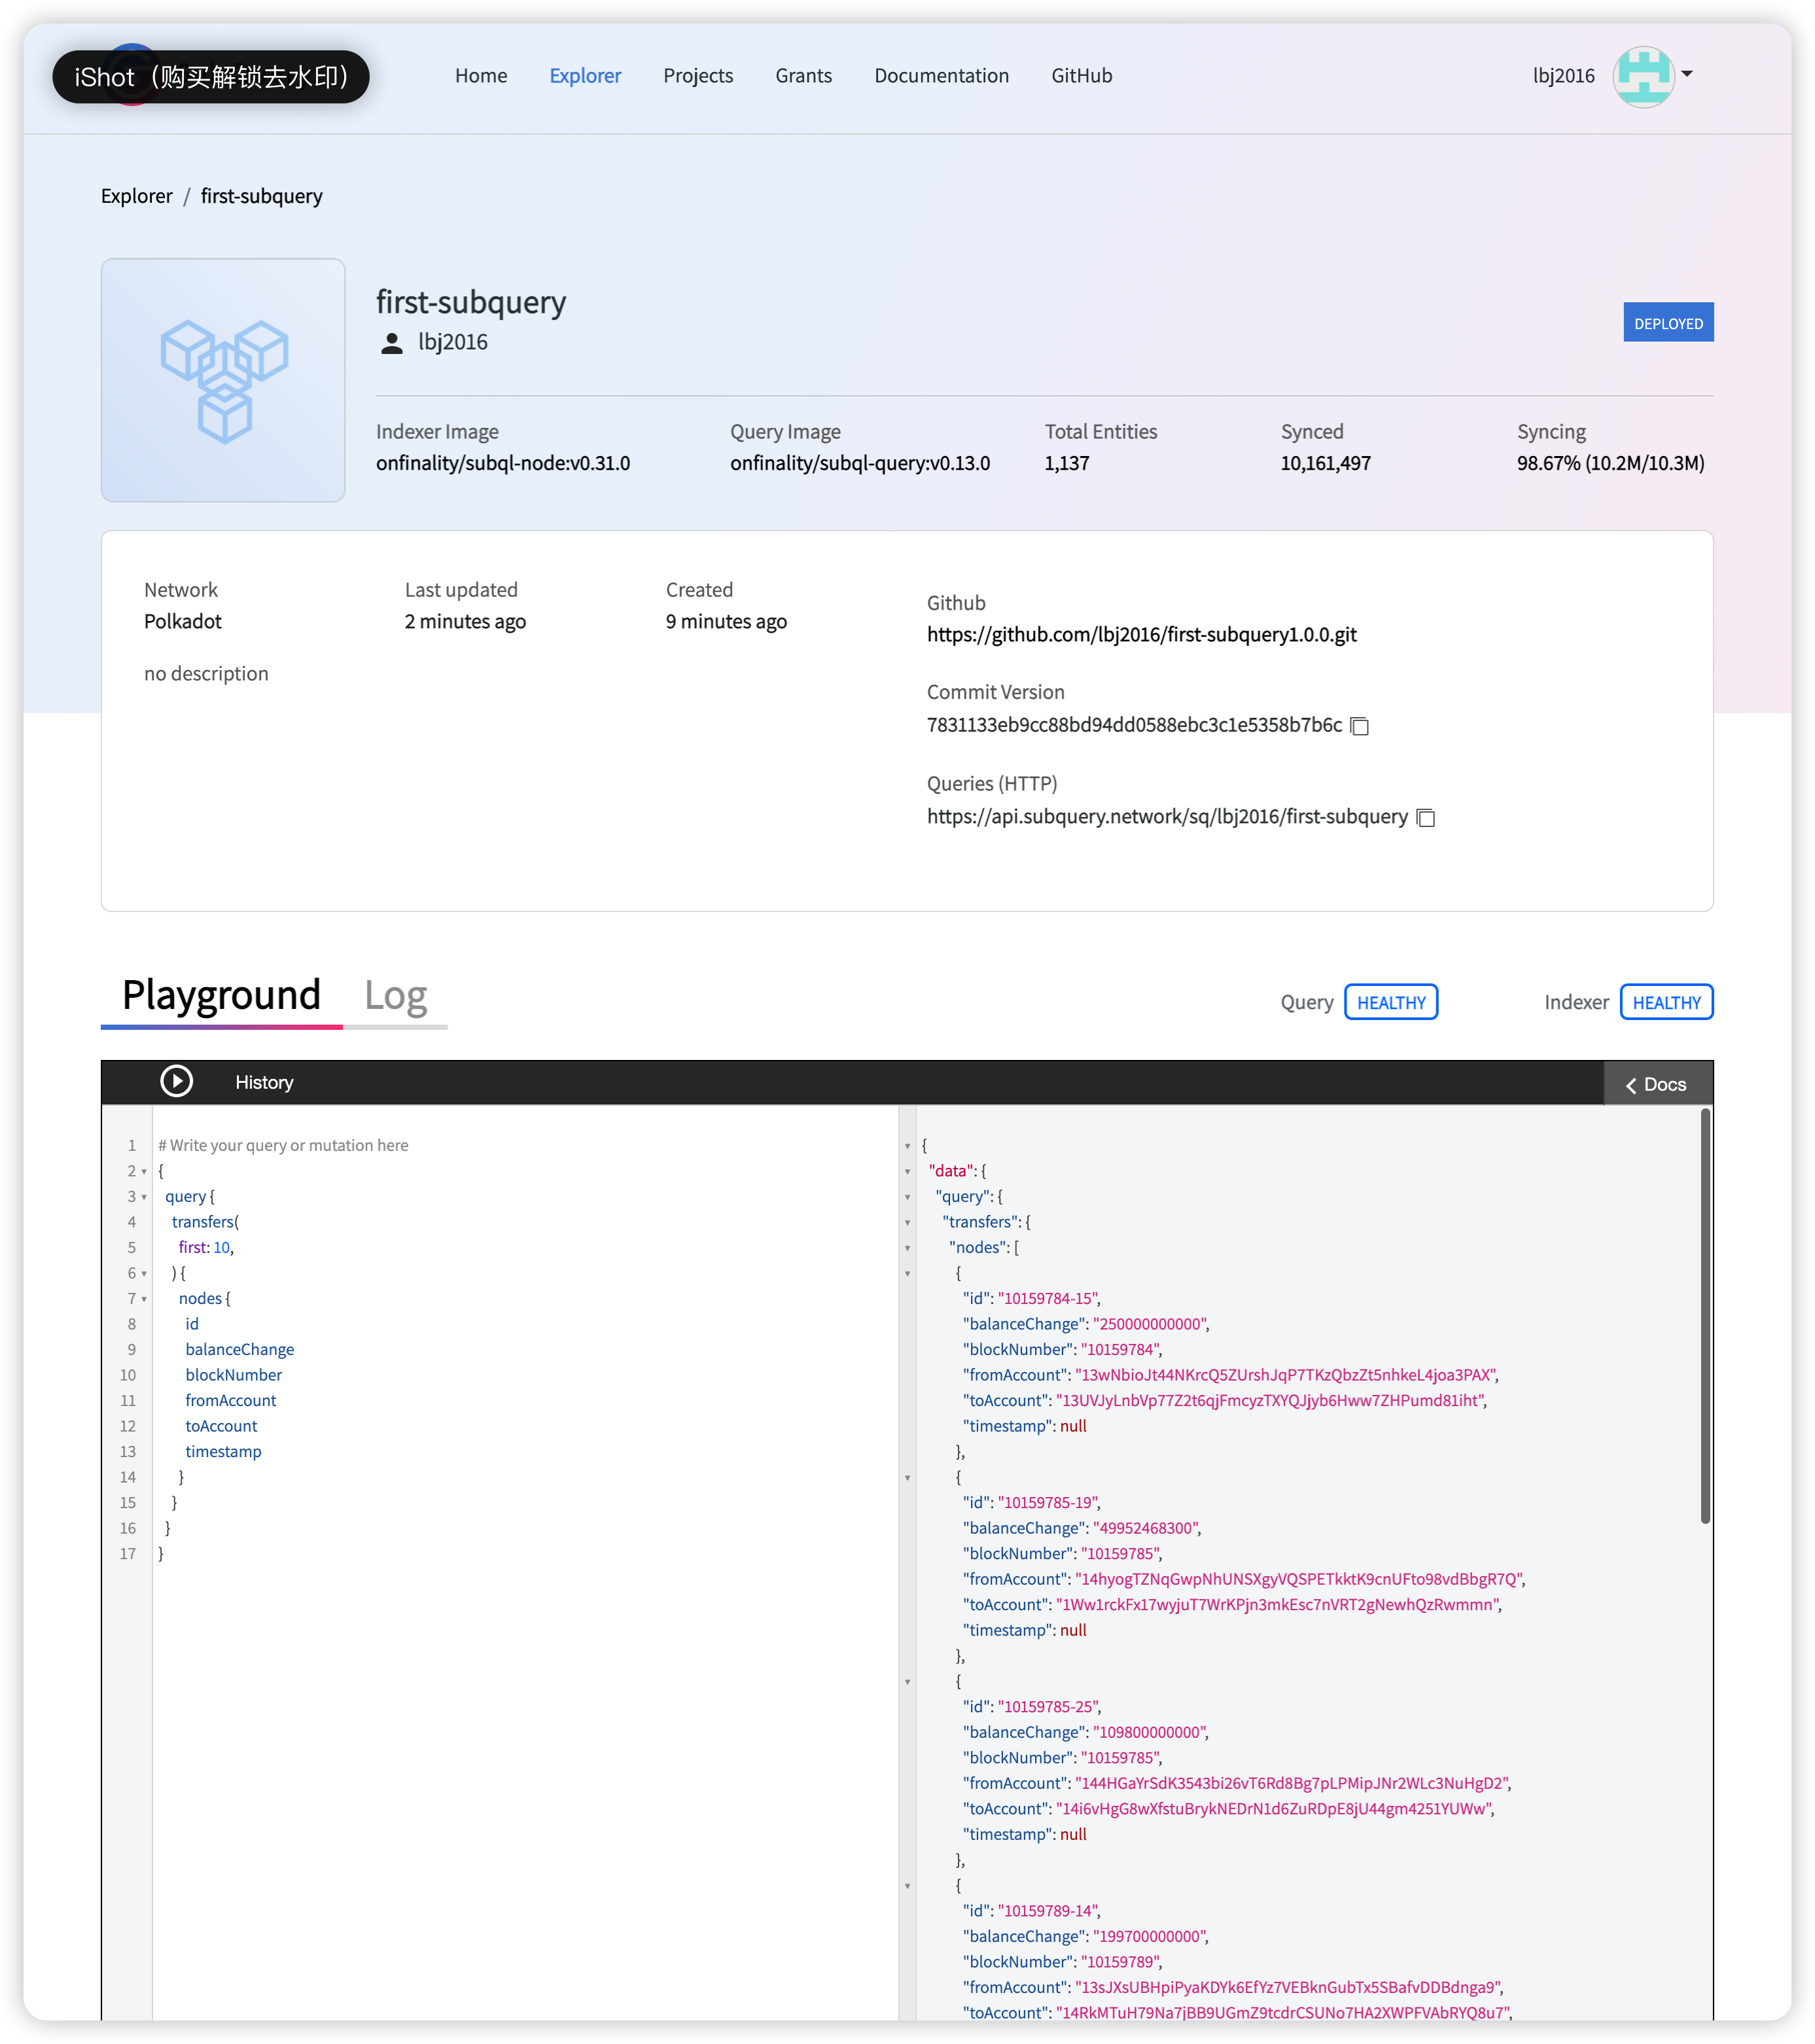 iShot（购买解锁去水印）
Home Explorer Projects Grants Documentation GitHub lbj2016
Explorer / first-subquery
first-subquery
lbj2016
DEPLOYED
Indexer Image Query Image Total Entities Synced Syncing
onfinality/subql-node:v0.31.0 onfinality/subql-query:v0.13.0 1,137 10,161,497 98.67% (10.2M/10.3M)
Network Last updated Created
Polkadot 2 minutes ago 9 minutes ago
no description
Github
https://github.com/lbj2016/first-subquery1.0.0.git
Commit Version
7831133eb9cc88bd94dd0588ebc3c1e5358b7b6c
Queries (HTTP)
https://api.subquery.network/sq/lbj2016/first-subquery
Playground Log Query HEALTHY Indexer HEALTHY
History Docs
1 # Write your query or mutation here
2 {
3 query {
4 transfers(
5 first: 10,
6 ) {
7 nodes {
8 id
9 balanceChange
10 blockNumber
11 fromAccount
12 toAccount
13 timestamp
14 }
15 }
16 }
17 }
{
"data": {
"query": {
"transfers": {
"nodes": [
{
"id": "10159784-15",
"balanceChange": "250000000000",
"blockNumber": "10159784",
"fromAccount": "13wNbioJt44NKrcQ5ZUrshJqP7TKzQbzZt5nhkeL4joa3PAX",
"toAccount": "13UVJyLnbVp77Z2t6qjFmcyzTXYQJjyb6Hww7ZHPumd81iht",
"timestamp": null
},
{
"id": "10159785-19",
"balanceChange": "49952468300",
"blockNumber": "10159785",
"fromAccount": "14hyogTZNqGwpNhUNSXgyVQSPETkktK9cnUFto98vdBbgR7Q",
"toAccount": "1Ww1rckFx17wyjuT7WrKPjn3mkEsc7nVRT2gNewhQzRwmmn",
"timestamp": null
},
{
"id": "10159785-25",
"balanceChange": "109800000000",
"blockNumber": "10159785",
"fromAccount": "144HGaYrSdK3543bi26vT6Rd8Bg7pLPMipJNr2WLc3NuHgD2",
"toAccount": "14i6vHgG8wXfstuBrykNEDrN1d6ZuRDpE8jU44gm4251YUWw",
"timestamp": null
},
{
"id": "10159789-14",
"balanceChange": "199700000000",
"blockNumber": "10159789",
"fromAccount": "13sJXsUBHpiPyaKDYk6EfYz7VEBknGubTx5SBafvDDBdnga9",
"toAccount": "14RkMTuH79Na7jBB9UGmZ9tcdrCSUNo7HA2XWPFVAbRYQ8u7",